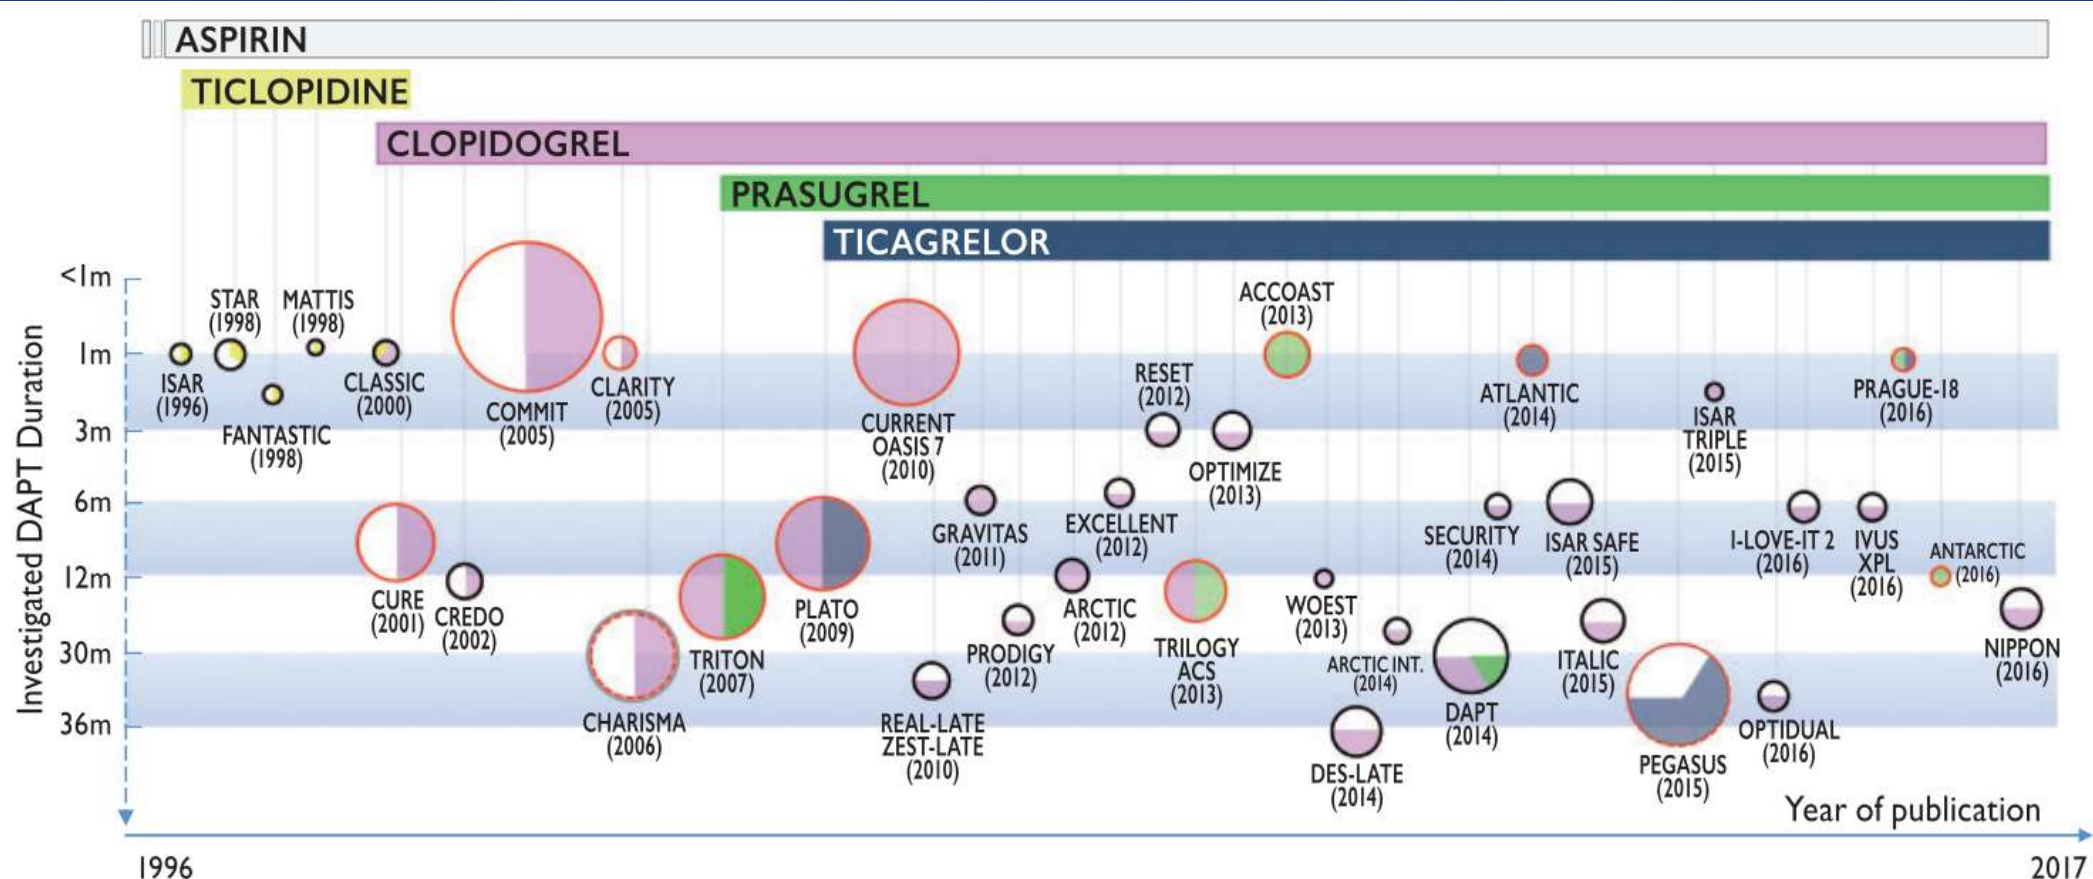 ASPIRIN
TICLOPIDINE
CLOPIDOGREL
PRASUGREL
TICAGRELOR
Investigated DAPT Duration
<1m
1m
3m
6m
12m
30m
36m
ISAR
(1996)
STAR
(1998)
FANTASTIC
(1998)
MATTIS
(1998)
CLASSIC
(2000)
CURE
(2001)
CREDO
(2002)
COMMIT
(2005)
CLARITY
(2005)
CHARISMA
(2006)
TRITON
(2007)
PLATO
(2009)
CURRENT
OASIS 7
(2010)
REAL-LATE
ZEST-LATE
(2010)
GRAVITAS
(2011)
PRODIGY
(2012)
ARCTIC
(2012)
EXCELLENT
(2012)
RESET
(2012)
TRILOGY
ACS
(2013)
OPTIMIZE
(2013)
ACCOAST
(2013)
WOEST
(2013)
DES-LATE
(2014)
ARCTIC INT.
(2014)
DAPT
(2014)
SECURITY
(2014)
ATLANTIC
(2014)
ISAR SAFE
(2015)
ITALIC
(2015)
PEGASUS
(2015)
ISAR
TRIPLE
(2015)
OPTIDUAL
(2016)
I-LOVE-IT 2
(2016)
IVUS
XPL
(2016)
PRAGUE-18
(2016)
ANTARCTIC
(2016)
NIPPON
(2016)
Year of publication
1996
2017